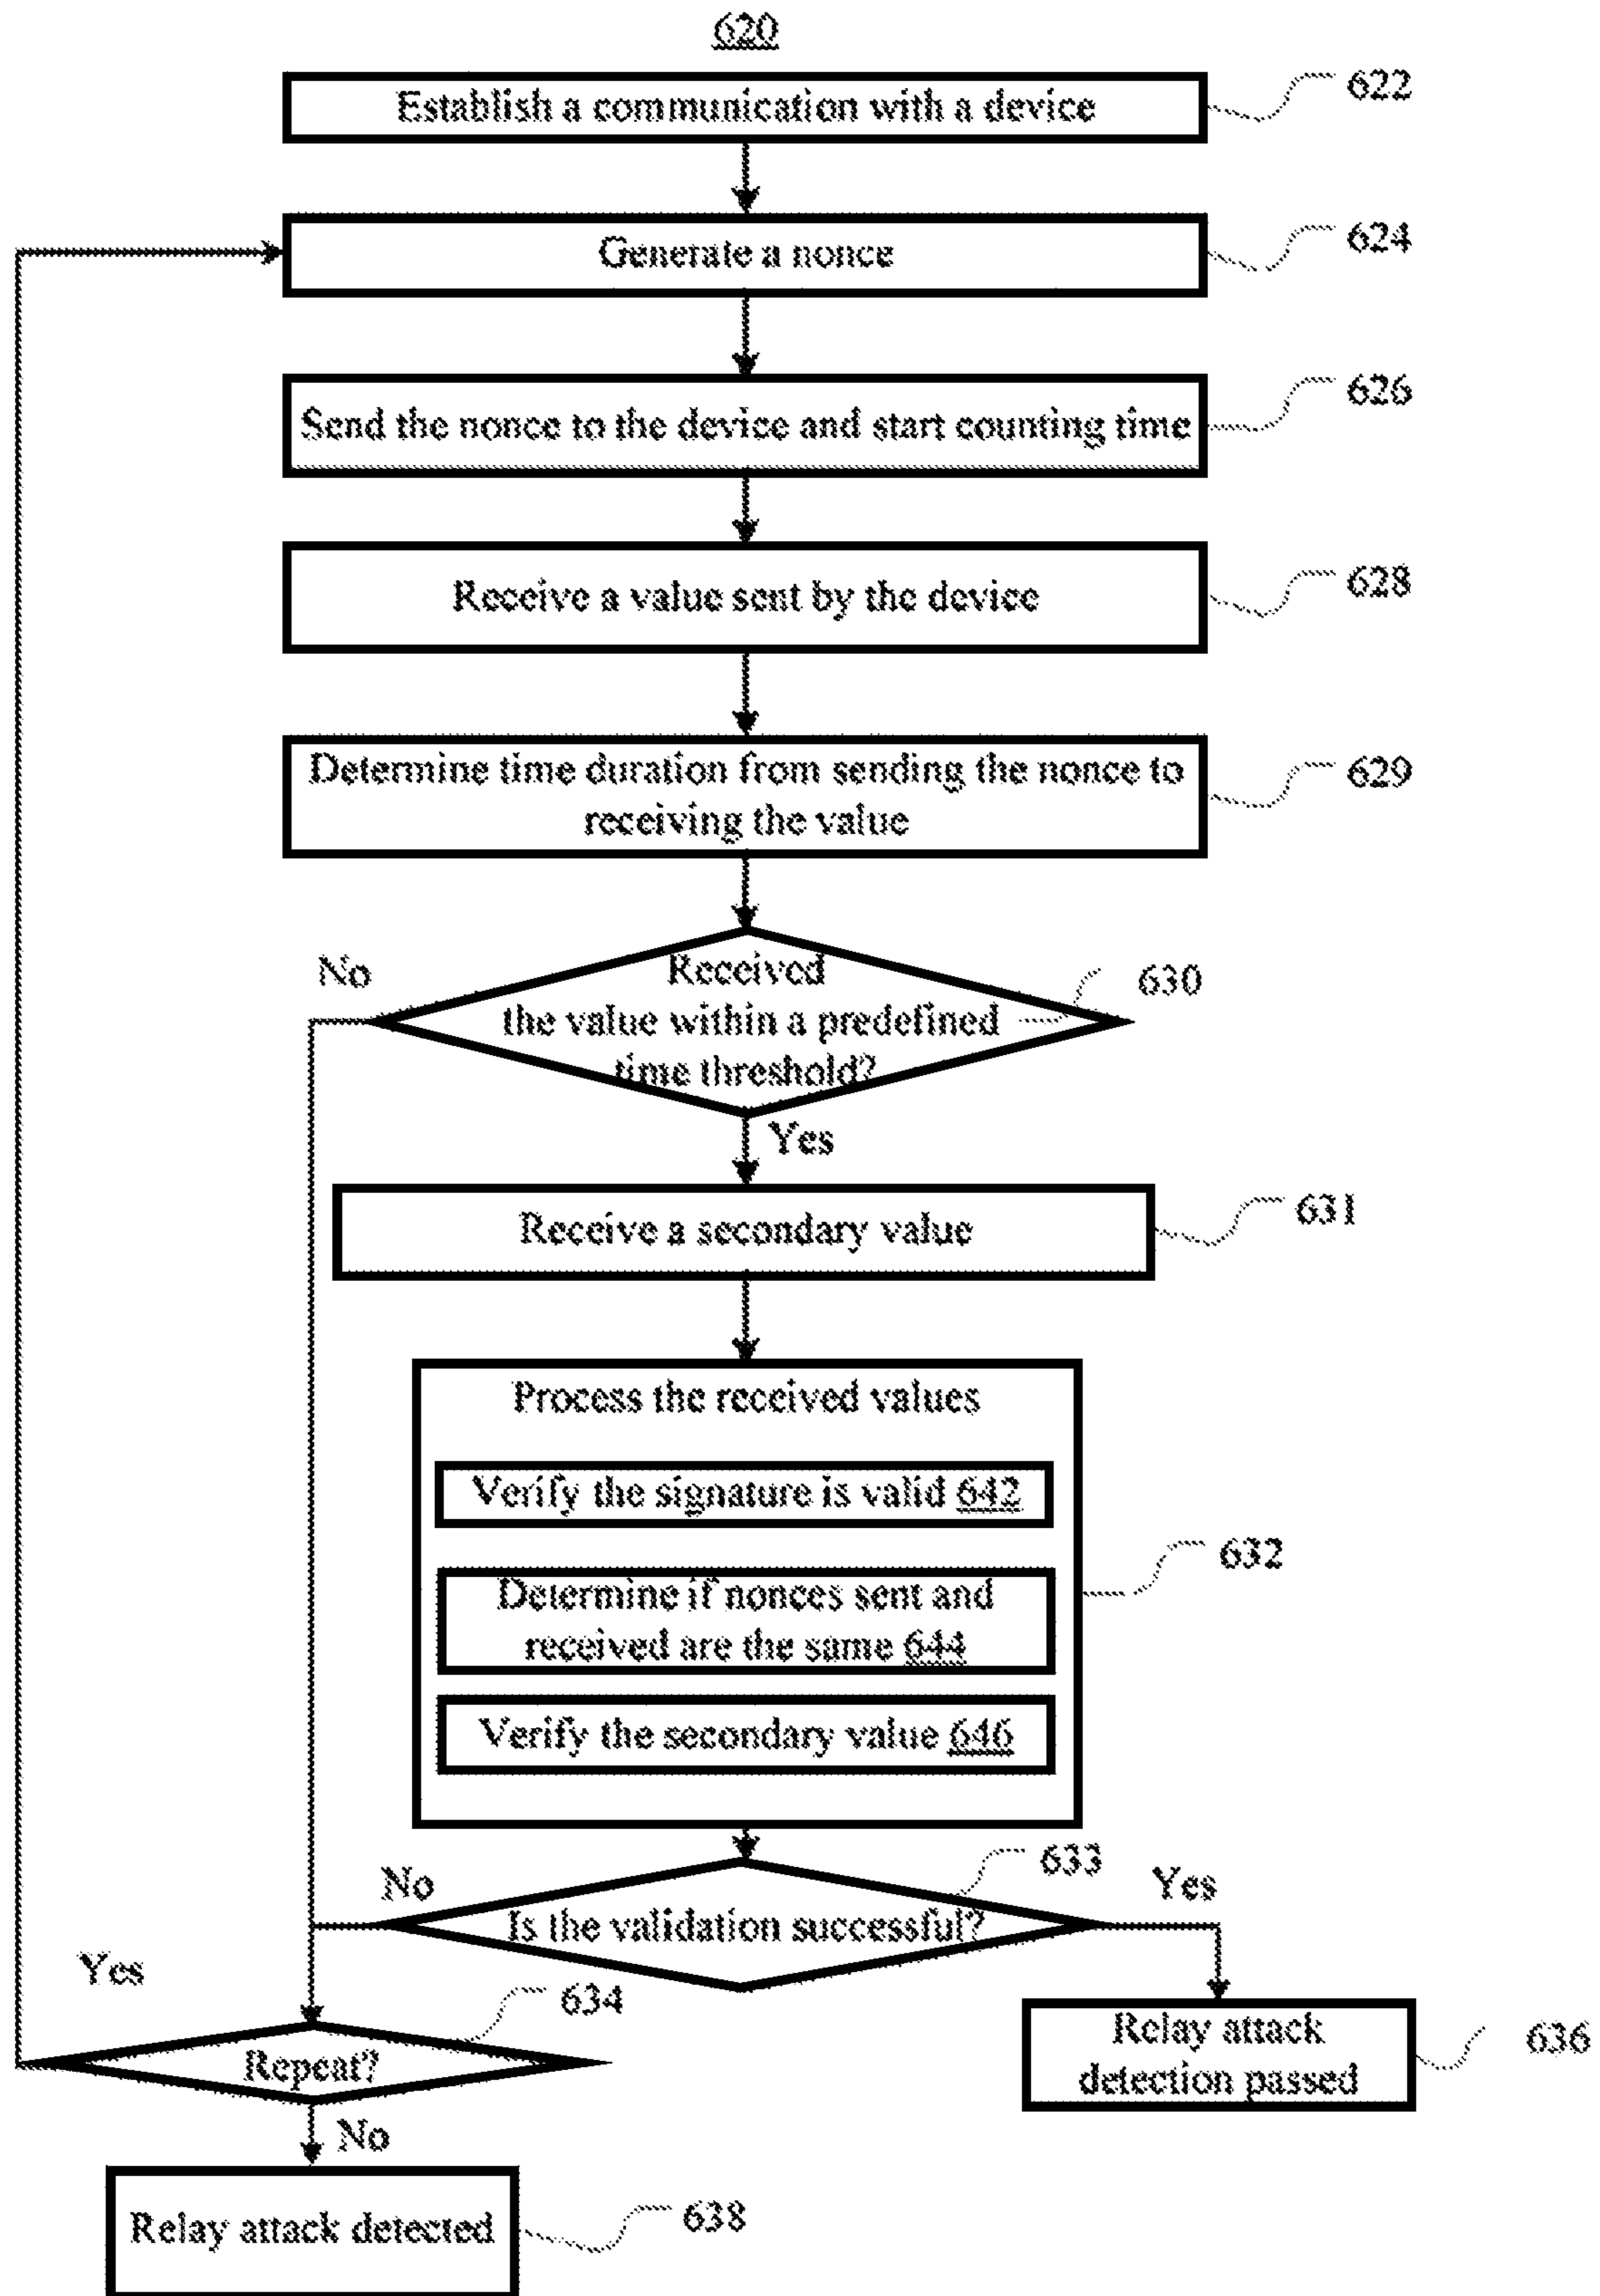 620
Establish a communication with a device
622
Generate a nonce
624
Send the nonce to the device and start counting time
626
Receive a value sent by the device
628
Determine time duration from sending the nonce to
receiving the value
629
No
Received
the value within a predefined
time threshold?
630
Yes
Receive a secondary value
631
Process the received values
Verify the signature is valid 642
Determine if nonces sent and
received are the same 644
632
Verify the secondary value 646
633
No
Yes
Is the validation successful?
Yes
634
Repeat?
Relay attack
detection passed
636
No
Relay attack detected
638